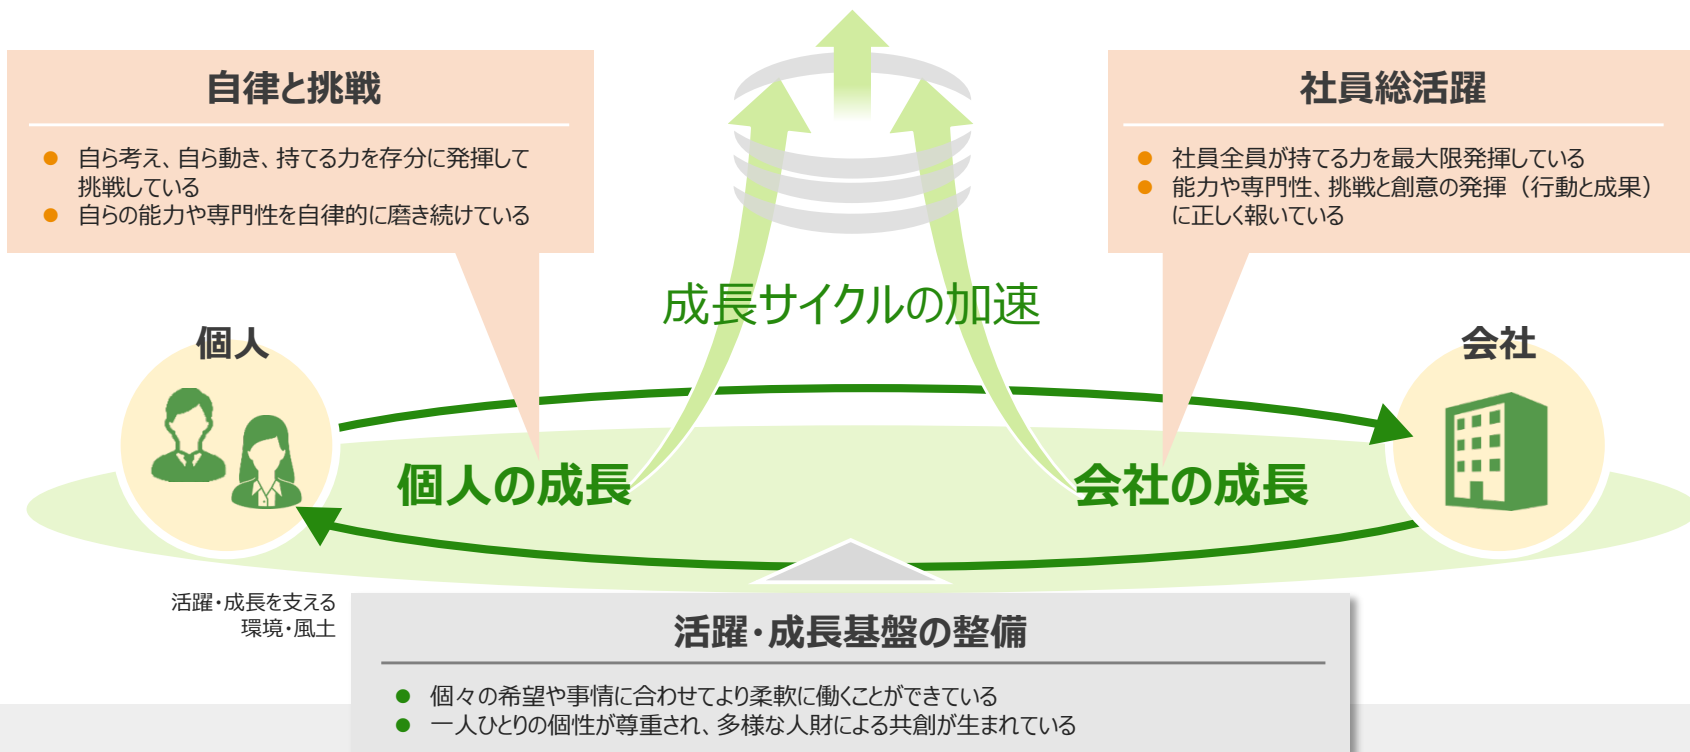 自律と挑戦
自ら考え、自ら動き、持てる力を存分に発揮して
挑戦している
自らの能力や専門性を自律的に磨き続けている
社員総活躍
社員全員が持てる力を最大限発揮している
能力や専門性、挑戦と創意の発揮（行動と成果）
に正しく報いている
成長サイクルの加速
個人
会社
個人の成長
会社の成長
活躍・成長を支える
環境・風土
活躍・成長基盤の整備
個々の希望や事情に合わせてより柔軟に働くことができている
一人ひとりの個性が尊重され、多様な人財による共創が生まれている